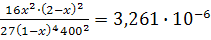 16x²·(2−x)² / 27(1−x)⁴400² = 3,261·10⁻⁶